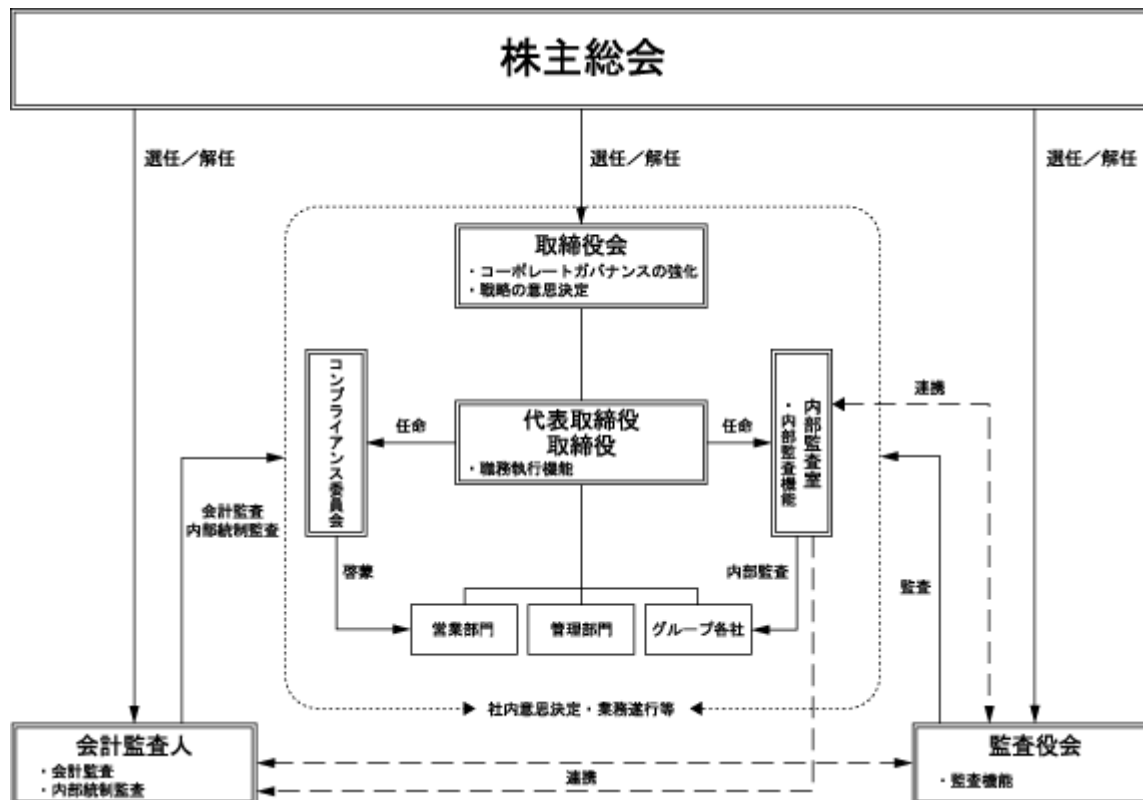 株主総会
選任／解任
選任／解任
選任／解任
取締役会
・コーポレートガバナンスの強化
・戦略の意思決定
コンプライアンス委員会
任命
代表取締役
取締役
・職務執行機能
任命
内部監査室
・内部監査機能
連携
会計監査
内部統制監査
啓蒙
内部監査
監査
営業部門
管理部門
グループ各社
社内意思決定・業務遂行等
会計監査人
・会計監査
・内部統制監査
連携
監査役会
・監査機能